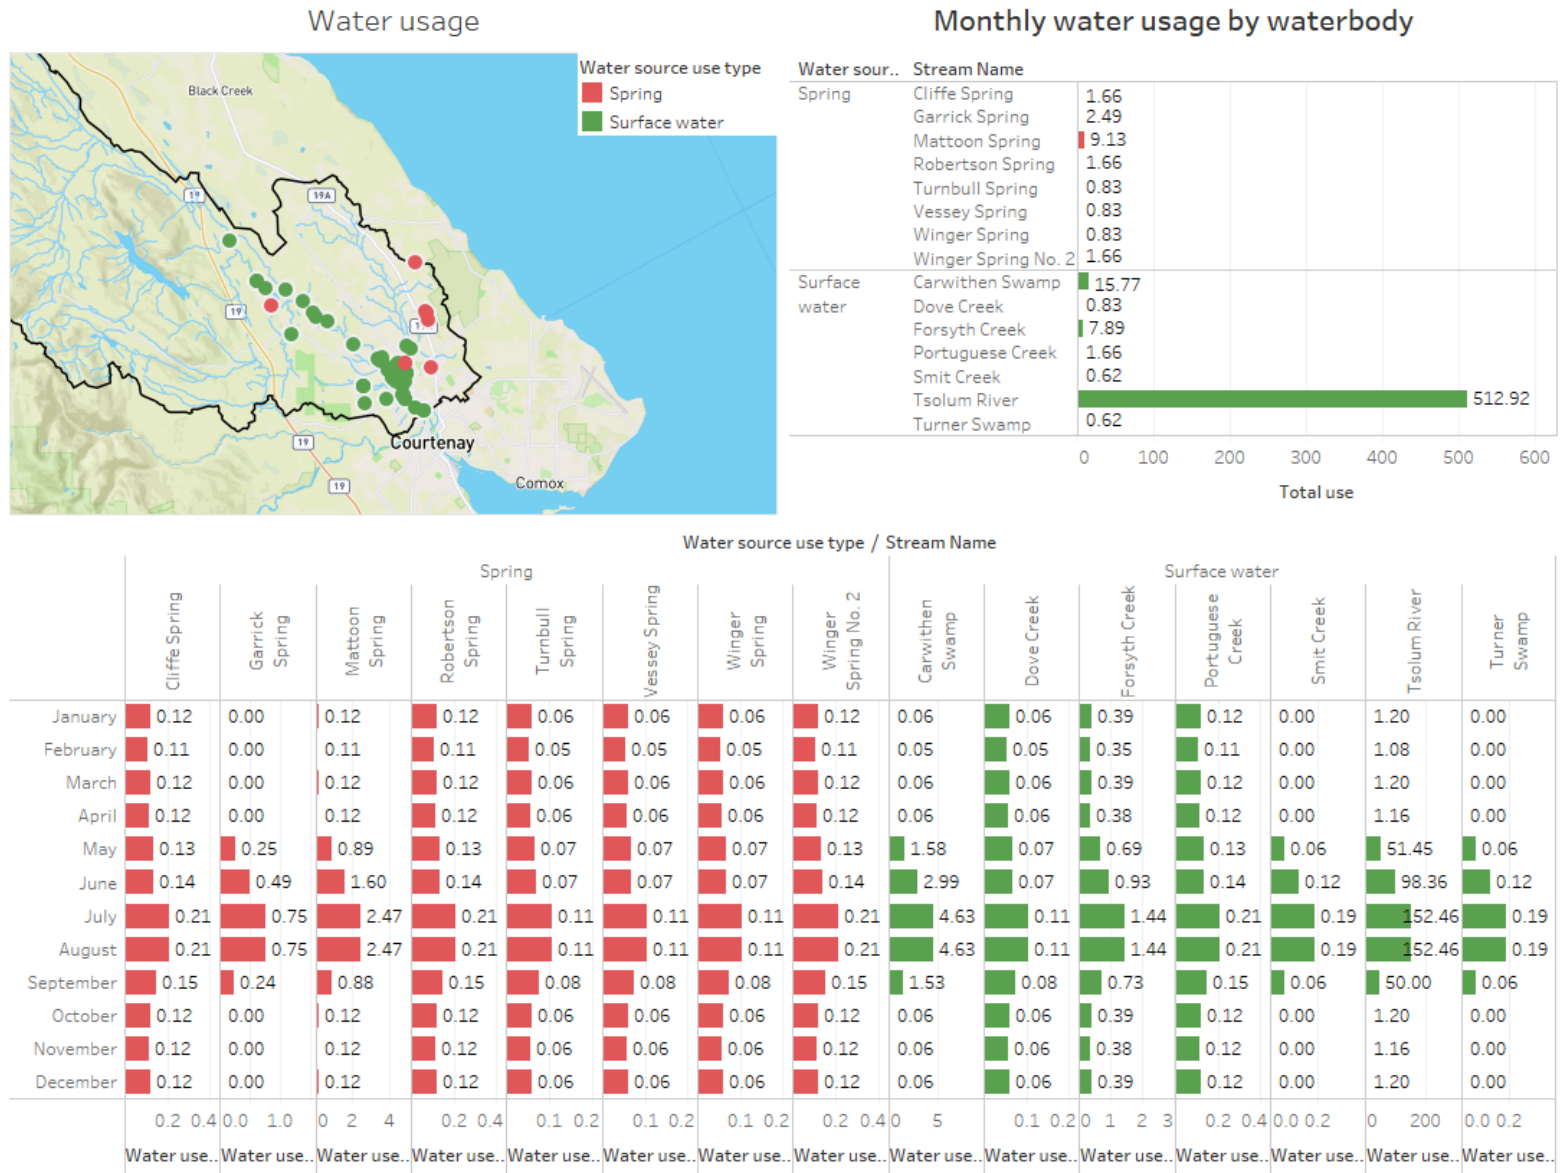 Water usage
Black Creek
19
19A
19
19
19
Courtenay
Comox
Water source use type
Spring
Surface water
Monthly water usage by waterbody
Water sour.. Stream Name
Spring Cliffe Spring 1.66
Garrick Spring 2.49
Mattoon Spring 9.13
Robertson Spring 1.66
Turnbull Spring 0.83
Vessey Spring 0.83
Winger Spring 0.83
Winger Spring No. 2 1.66
Surface water Carwithen Swamp 15.77
Dove Creek 0.83
Forsyth Creek 7.89
Portuguese Creek 1.66
Smit Creek 0.62
Tsolum River 512.92
Turner Swamp 0.62
0 100 200 300 400 500 600
Total use
Water source use type / Stream Name
Spring Surface water
Cliffe Spring
Garrick Spring
Mattoon Spring
Robertson Spring
Turnbull Spring
Vessey Spring
Winger Spring
Winger Spring No. 2
Carwithen Swamp
Dove Creek
Forsyth Creek
Portuguese Creek
Smit Creek
Tsolum River
Turner Swamp
January 0.12 0.00 0.12 0.12 0.06 0.06 0.06 0.12 0.06 0.06 0.39 0.12 0.00 1.20 0.00
February 0.11 0.00 0.11 0.11 0.05 0.05 0.05 0.11 0.05 0.05 0.35 0.11 0.00 1.08 0.00
March 0.12 0.00 0.12 0.12 0.06 0.06 0.06 0.12 0.06 0.06 0.39 0.12 0.00 1.20 0.00
April 0.12 0.00 0.12 0.12 0.06 0.06 0.06 0.12 0.06 0.06 0.38 0.12 0.00 1.16 0.00
May 0.13 0.25 0.89 0.13 0.07 0.07 0.07 0.13 1.58 0.07 0.69 0.13 0.06 51.45 0.06
June 0.14 0.49 1.60 0.14 0.07 0.07 0.07 0.14 2.99 0.07 0.93 0.14 0.12 98.36 0.12
July 0.21 0.75 2.47 0.21 0.11 0.11 0.11 0.21 4.63 0.11 1.44 0.21 0.19 152.46 0.19
August 0.21 0.75 2.47 0.21 0.11 0.11 0.11 0.21 4.63 0.11 1.44 0.21 0.19 152.46 0.19
September 0.15 0.24 0.88 0.15 0.08 0.08 0.08 0.15 1.53 0.08 0.73 0.15 0.06 50.00 0.06
October 0.12 0.00 0.12 0.12 0.06 0.06 0.06 0.12 0.06 0.06 0.39 0.12 0.00 1.20 0.00
November 0.12 0.00 0.12 0.12 0.06 0.06 0.06 0.12 0.06 0.06 0.38 0.12 0.00 1.16 0.00
December 0.12 0.00 0.12 0.12 0.06 0.06 0.06 0.12 0.06 0.06 0.39 0.12 0.00 1.20 0.00
0.2 0.4 0.0 1.0 0 2 4 0.2 0.4 0.1 0.2 0.1 0.2 0.1 0.2 0.2 0.4 0 5 0.1 0.2 0 1 2 3 0.2 0.4 0.0 0.2 0 200 0.0 0.2
Water use.. Water use.. Water use.. Water use.. Water use.. Water use.. Water use.. Water use.. Water use.. Water use.. Water use.. Water use.. Water use.. Water use.. Water use..